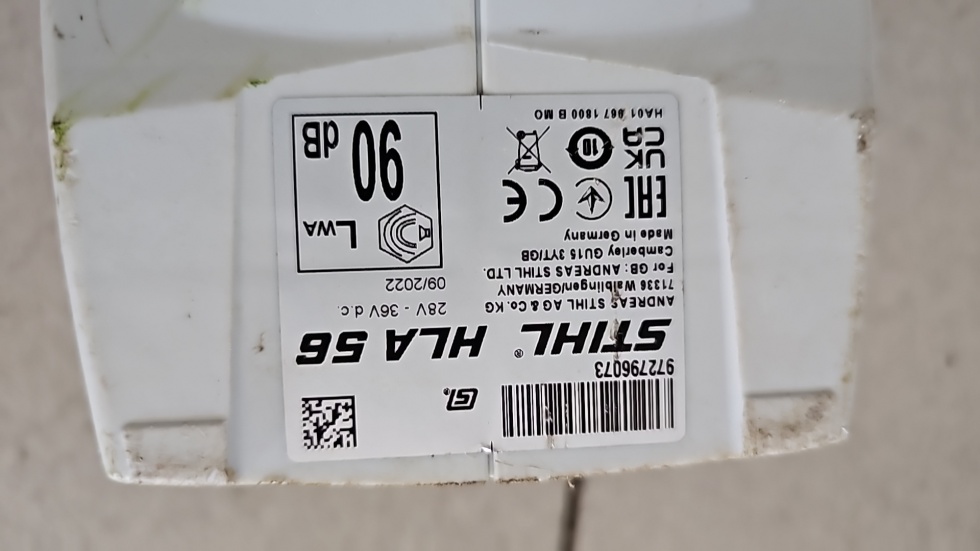 972796073
STIHL® HLA 56
ANDREAS STIHL AG & Co. KG
71336 Waiblingen/GERMANY
For GB: ANDREAS STIHL LTD.
Camberley GU15 3YT/GB
Made in Germany
28V - 36V d.c.
09/2022
LWA
90
dB
EAC
CE
UK
CA
10
HA01 967 1800 B MO